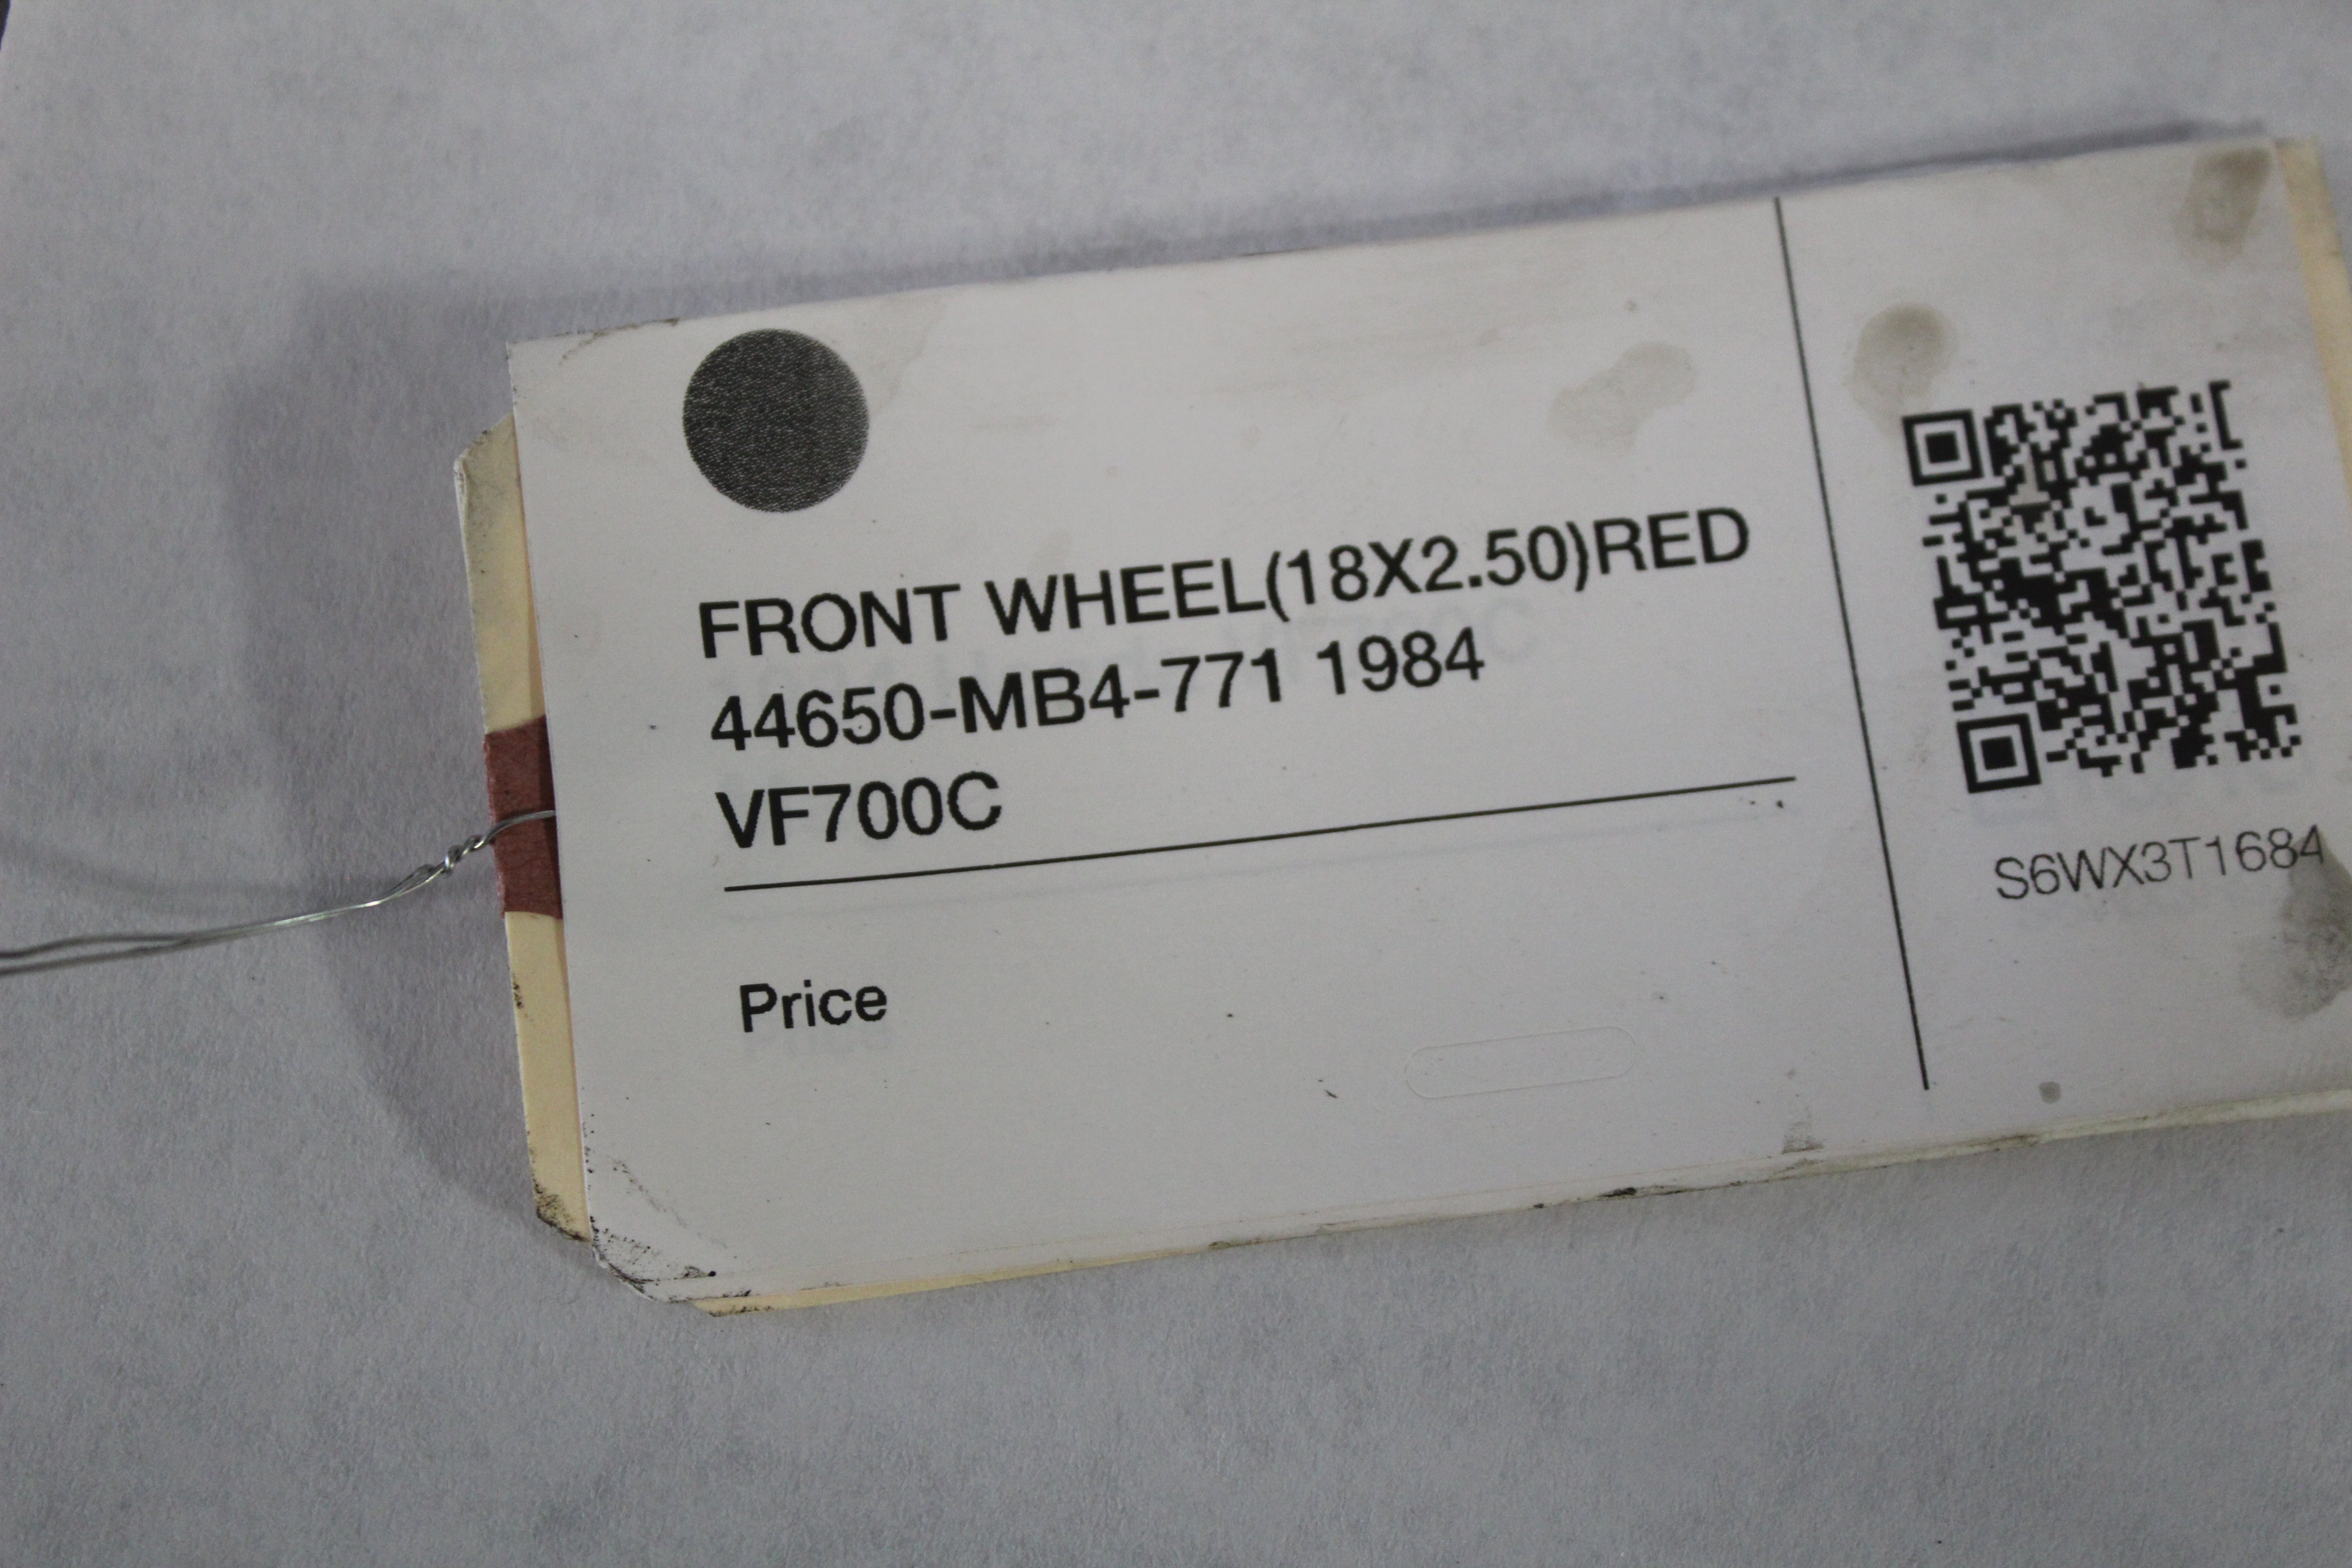 FRONT WHEEL(18X2.50)RED
44650-MB4-771 1984
VF700C
Price
S6WX3T1684